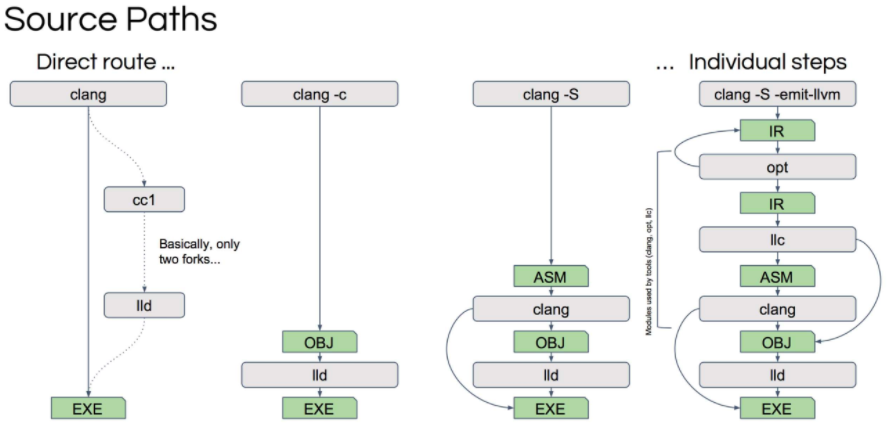 Source Paths
Direct route ...
... Individual steps
clang
cc1
Basically, only
two forks...
lld
EXE
clang -c
OBJ
lld
EXE
clang -S
ASM
clang
OBJ
lld
EXE
clang -S -emit-llvm
IR
opt
IR
llc
ASM
clang
OBJ
lld
EXE
Modules used by tools (clang, opt, llc)